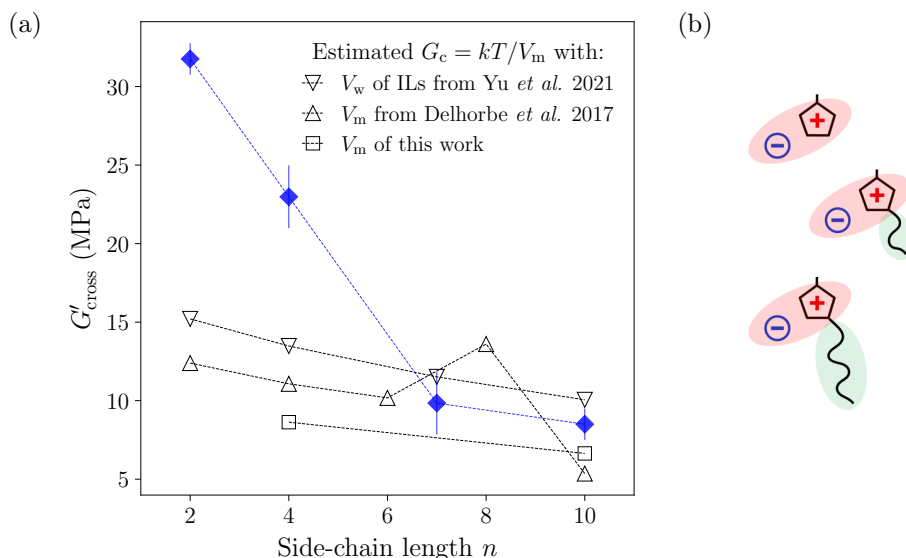 (a)
(b)
Estimated G_c = kT/V_m with:
V_w of ILs from Yu et al. 2021
V_m from Delhorbe et al. 2017
V_m of this work
G′_cross (MPa)
30
25
20
15
10
5
2
4
6
8
10
Side-chain length n
+
−
+
−
+
−